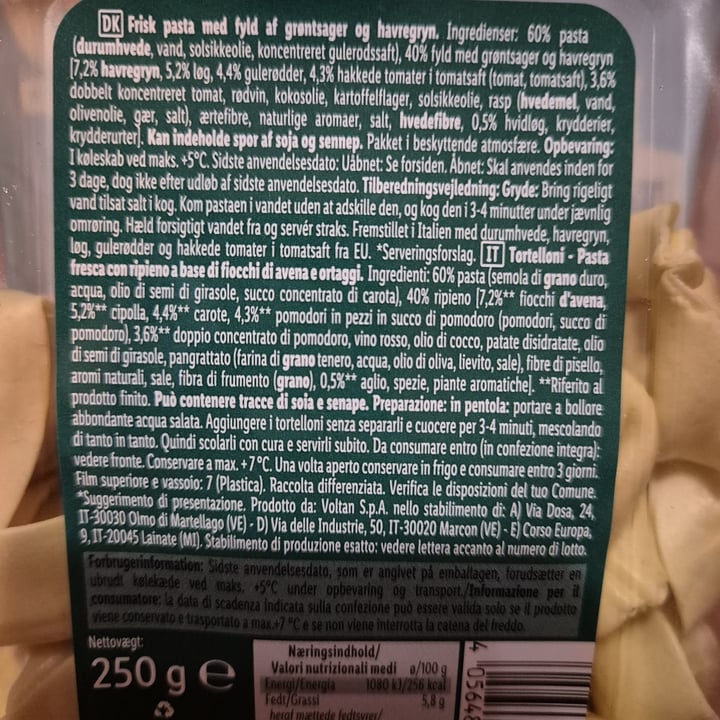 DK Frisk pasta med fyld af grøntsager og havregryn. Ingredienser: 60% pasta
(durumhvede, vand, solsikkeolie, koncentreret gulerodssaft), 40% fyld med grøntsager og havregryn
[7,2% havregryn, 5,2% løg, 4,4% gulerødder, 4,3% hakkede tomater i tomatsaft (tomat, tomatsaft), 3,6%
dobbelt koncentreret tomat, rødvin, kokosolie, kartoffelflager, solsikkeolie, rasp (hvedemel, vand,
olivenolie, gær, salt), ærtefibre, naturlige aromaer, salt, hvedefibre, 0,5% hvidløg, krydderier,
krydderurter]. Kan indeholde spor af soja og sennep. Pakket i beskyttende atmosfære. Opbevaring:
I køleskab ved maks. +5°C. Sidste anvendelsesdato: Uåbnet: Se forsiden. Åbnet: Skal anvendes inden for
3 dage, dog ikke efter udløb af sidste anvendelsesdato. Tilberedningsvejledning: Gryde: Bring rigeligt
vand tilsat salt i kog. Kom pastaen i vandet uden at adskille den, og kog den i 3-4 minutter under jævnlig
omrøring. Hæld forsigtigt vandet fra og servér straks. Fremstillet i Italien med durumhvede, havregryn,
løg, gulerødder og hakkede tomater i tomatsaft fra EU. *Serveringsforslag. IT Tortelloni - Pasta
fresca con ripieno a base di fiocchi di avena e ortaggi. Ingredienti: 60% pasta (semola di grano duro,
acqua, olio di semi di girasole, succo concentrato di carota), 40% ripieno [7,2%** fiocchi d'avena,
5,2%** cipolla, 4,4%** carote, 4,3%** pomodori in pezzi in succo di pomodoro (pomodori, succo di
pomodoro), 3,6%** doppio concentrato di pomodoro, vino rosso, olio di cocco, patate disidratate, olio
di semi di girasole, pangrattato (farina di grano tenero, acqua, olio di oliva, lievito, sale), fibre di pisello,
aromi naturali, sale, fibra di frumento (grano), 0,5%** aglio, spezie, piante aromatiche]. **Riferito al
prodotto finito. Può contenere tracce di soia e senape. Preparazione: in pentola: portare a bollore
abbondante acqua salata. Aggiungere i tortelloni senza separarli e cuocere per 3-4 minuti, mescolando
di tanto in tanto. Quindi scolarli con cura e servirli subito. Da consumare entro (in confezione integra):
vedere fronte. Conservare a max. +7°C. Una volta aperto conservare in frigo e consumare entro 3 giorni.
Film superiore e vassoio: 7 (Plastica). Raccolta differenziata. Verifica le disposizioni del tuo Comune.
*Suggerimento di presentazione. Prodotto da: Voltan S.p.A. nello stabilimento di: A) Via Dosa, 24,
IT-30030 Olmo di Martellago (VE) - D) Via delle Industrie, 50, IT-30020 Marcon (VE) - E) Corso Europa,
9, IT-20045 Lainate (MI). Stabilimento di produzione esatto: vedere lettera accanto al numero di lotto.
Forbrugerinformation: Sidste anvendelsesdato, som er angivet på emballagen, forudsætter en
ubrudt kølekæde ved maks. +5°C under opbevaring og transport./Informazione per il
consumatore: la data di scadenza indicata sulla confezione può essere valida solo se il prodotto
viene conservato e trasportato a max.+7 °C e se non viene interrotta la catena del freddo.
Nettovægt:
250 g e
Næringsindhold/
Valori nutrizionali medi ø/100 g
Energi/Energia 1080 kJ/256 kcal
Fedt/Grassi 5,8 g
heraf mættede fedtsyrer/
4 05648